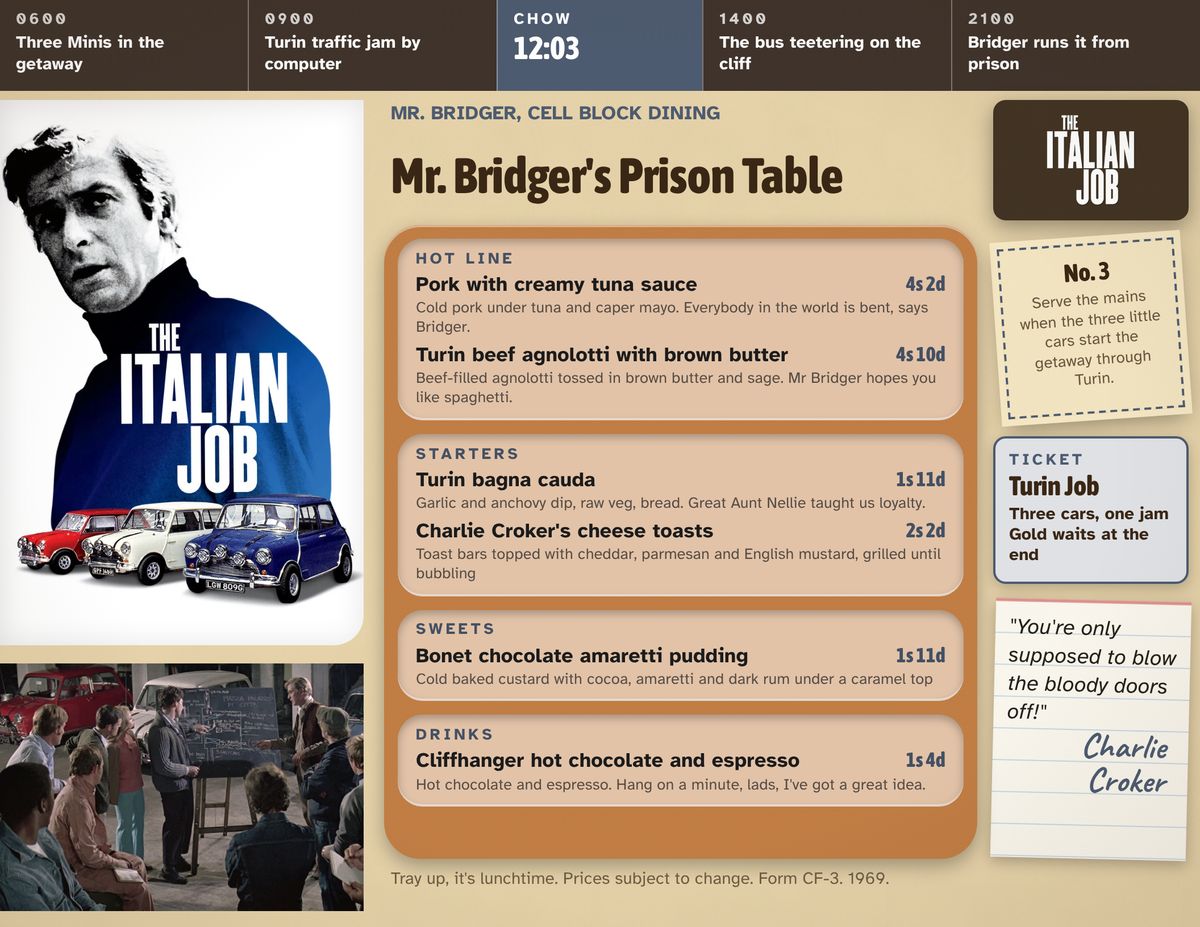 0600
Three Minis in the
getaway
0900
Turin traffic jam by
computer
CHOW
12:03
1400
The bus teetering on the
cliff
2100
Bridger runs it from
prison
THE
ITALIAN
JOB
LGW 809G
MR. BRIDGER, CELL BLOCK DINING
Mr. Bridger's Prison Table
HOT LINE
Pork with creamy tuna sauce 4s 2d
Cold pork under tuna and caper mayo. Everybody in the world is bent, says
Bridger.
Turin beef agnolotti with brown butter 4s 10d
Beef-filled agnolotti tossed in brown butter and sage. Mr Bridger hopes you
like spaghetti.
STARTERS
Turin bagna cauda 1s 11d
Garlic and anchovy dip, raw veg, bread. Great Aunt Nellie taught us loyalty.
Charlie Croker's cheese toasts 2s 2d
Toast bars topped with cheddar, parmesan and English mustard, grilled until
bubbling
SWEETS
Bonet chocolate amaretti pudding 1s 11d
Cold baked custard with cocoa, amaretti and dark rum under a caramel top
DRINKS
Cliffhanger hot chocolate and espresso 1s 4d
Hot chocolate and espresso. Hang on a minute, lads, I've got a great idea.
Tray up, it's lunchtime. Prices subject to change. Form CF-3. 1969.
THE
ITALIAN
JOB
No. 3
Serve the mains
when the three little
cars start the
getaway through
Turin.
TICKET
Turin Job
Three cars, one jam
Gold waits at the
end
"You're only
supposed to blow
the bloody doors
off!"
Charlie
Croker